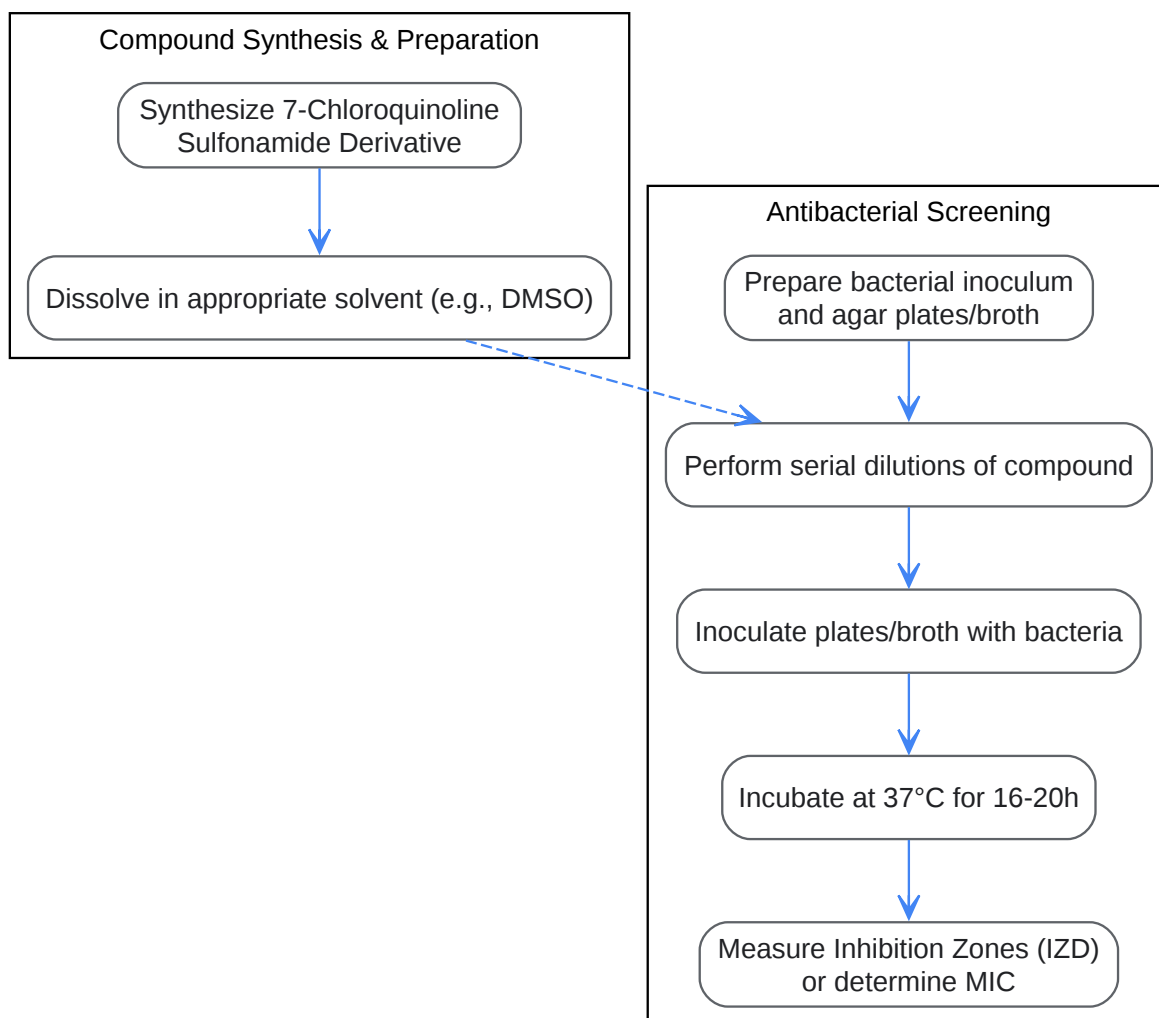 Compound Synthesis & Preparation
Synthesize 7-Chloroquinoline
Sulfonamide Derivative
Dissolve in appropriate solvent (e.g., DMSO)
Antibacterial Screening
Prepare bacterial inoculum
and agar plates/broth
Perform serial dilutions of compound
Inoculate plates/broth with bacteria
Incubate at 37°C for 16-20h
Measure Inhibition Zones (IZD)
or determine MIC